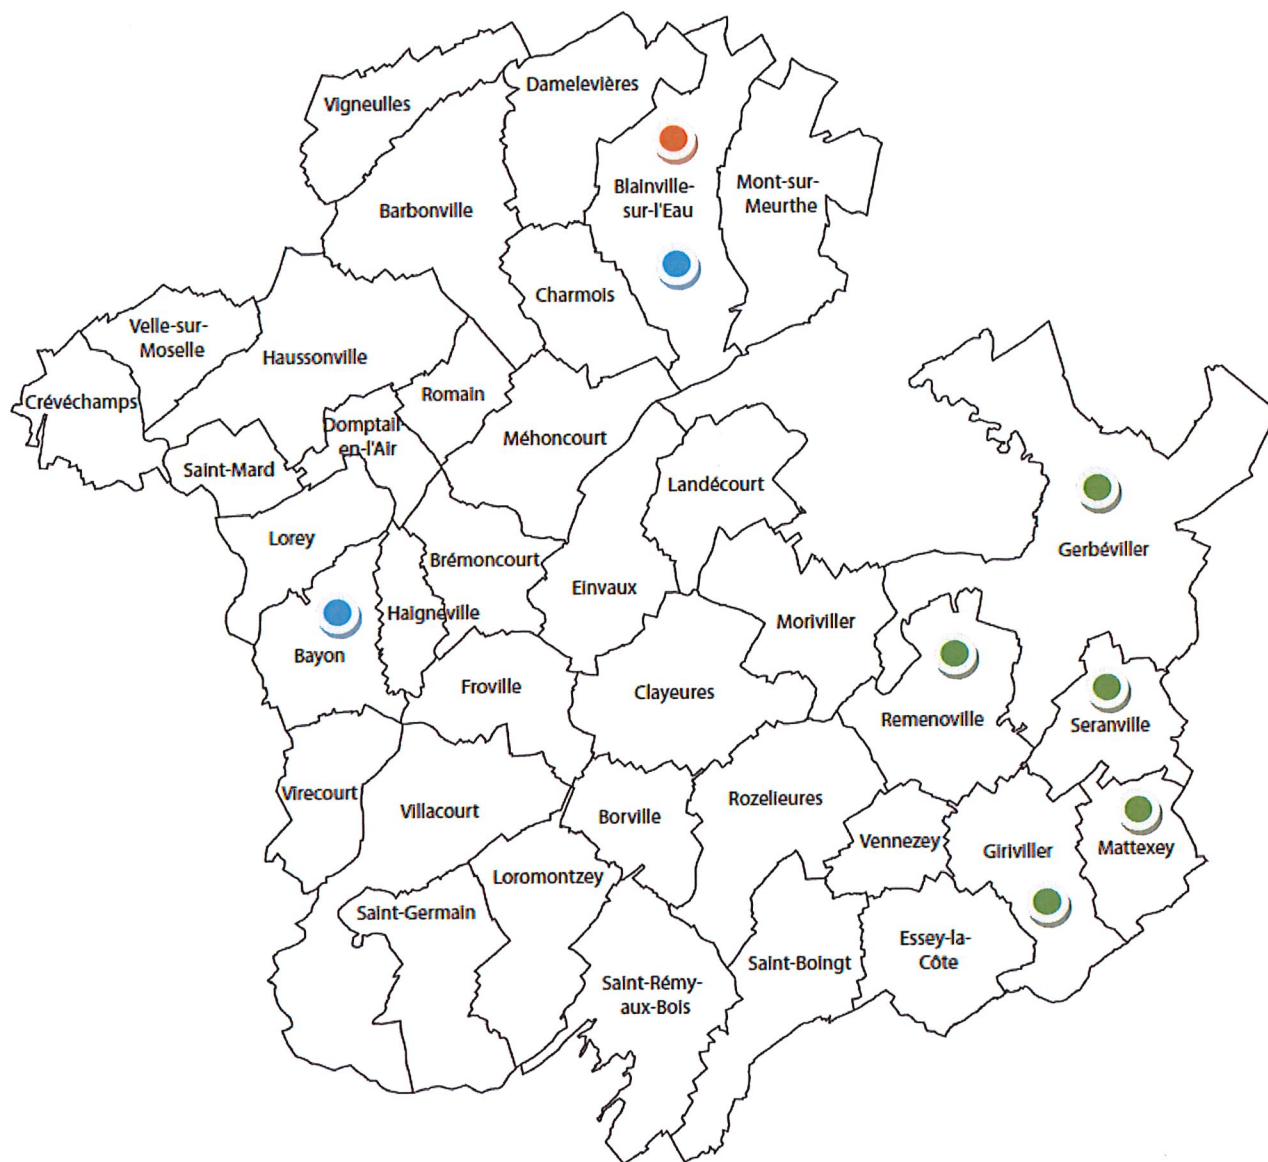 Damelevières
Vigneulles
Blainville-
sur-l'Eau
Mont-sur-
Meurthe
Barbonville
Charmois
Velle-sur-
Moselle
Haussonville
Crévéchamps
Romain
Domptail-
en-l'Air
Méhoncourt
Saint-Mard
Landécourt
Lorey
Gerbéviller
Brémoncourt
Einvaux
Haigneville
Moriviller
Bayon
Froville
Clayeures
Remenoville
Seranville
Virecourt
Villacourt
Borville
Rozelieures
Vennezey
Giriviller
Mattexey
Loromontzey
Saint-Germain
Essey-la-
Côte
Saint-Boingt
Saint-Rémy-
aux-Bois